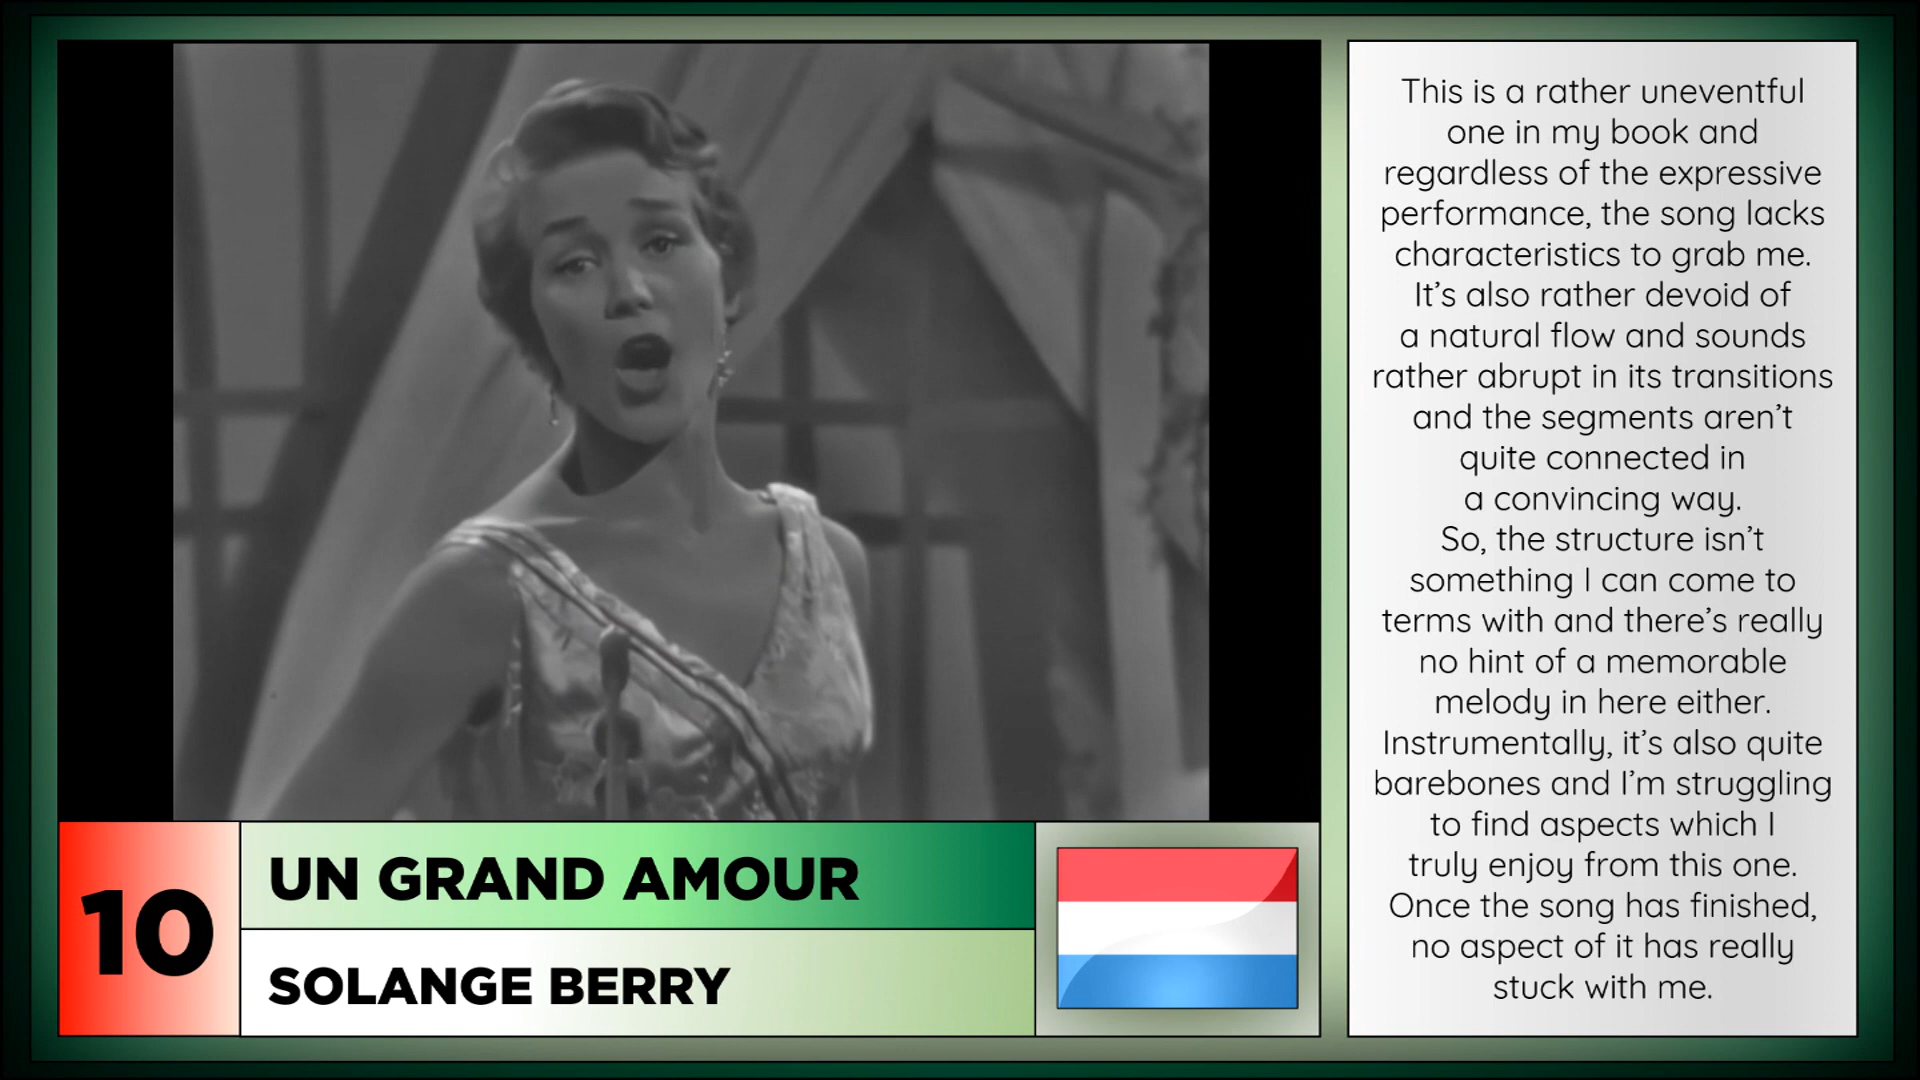 This is a rather uneventful
one in my book and
regardless of the expressive
performance, the song lacks
characteristics to grab me.
It’s also rather devoid of
a natural flow and sounds
rather abrupt in its transitions
and the segments aren’t
quite connected in
a convincing way.
So, the structure isn’t
something I can come to
terms with and there’s really
no hint of a memorable
melody in here either.
Instrumentally, it’s also quite
barebones and I’m struggling
to find aspects which I
truly enjoy from this one.
Once the song has finished,
no aspect of it has really
stuck with me.
10
UN GRAND AMOUR
SOLANGE BERRY